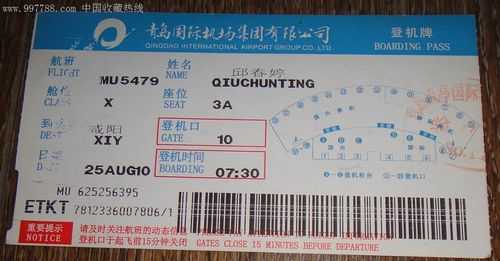 www.997788.com 中国收藏热线
青岛国际机场集团有限公司 登机牌
QINGDAO INTERNATIONAL AIRPORT GROUP CO., LTD BOARDING PASS
航班 姓名 邱春婷
FLIGHT MU5479 NAME QIUCHUNTING
舱位 座位
CLASS X SEAT 3A
咸阳 登机口
DEST XIY GATE 10
登机时间
25AUG10 BOARDING 07:30
MU 625256395
ETKT 7812336007806/1
重要提示 请及时关注航班的动态信息
NOTICE 登机口于起飞前15分钟关闭 GATES CLOSE 15 MINUTES BEFORE DEPARTURE